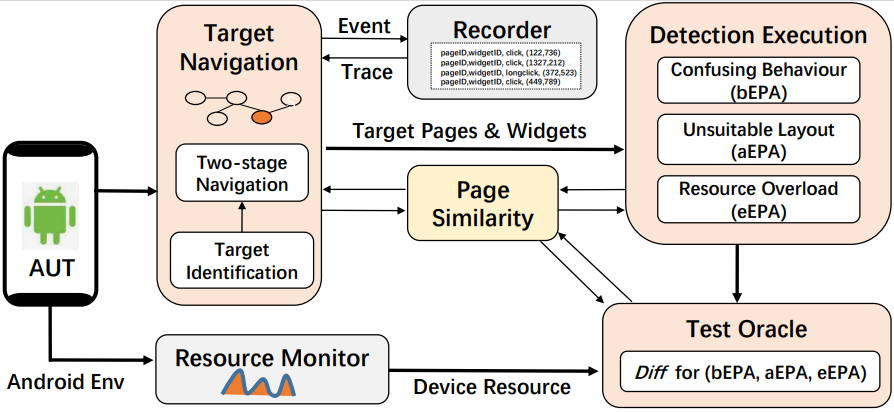 Target
Navigation
Two-stage
Navigation
Target
Identification
Event
Trace
Recorder
pageID,widgetID, click, (122,736)
pageID,widgetID, click, (1327,212)
pageID,widgetID, longclick, (372,523)
pageID,widgetID, click, (449,789)
Target Pages & Widgets
Page
Similarity
Detection Execution
Confusing Behaviour
(bEPA)
Unsuitable Layout
(aEPA)
Resource Overload
(eEPA)
AUT
Android Env
Resource Monitor
Device Resource
Test Oracle
Diff for (bEPA, aEPA, eEPA)